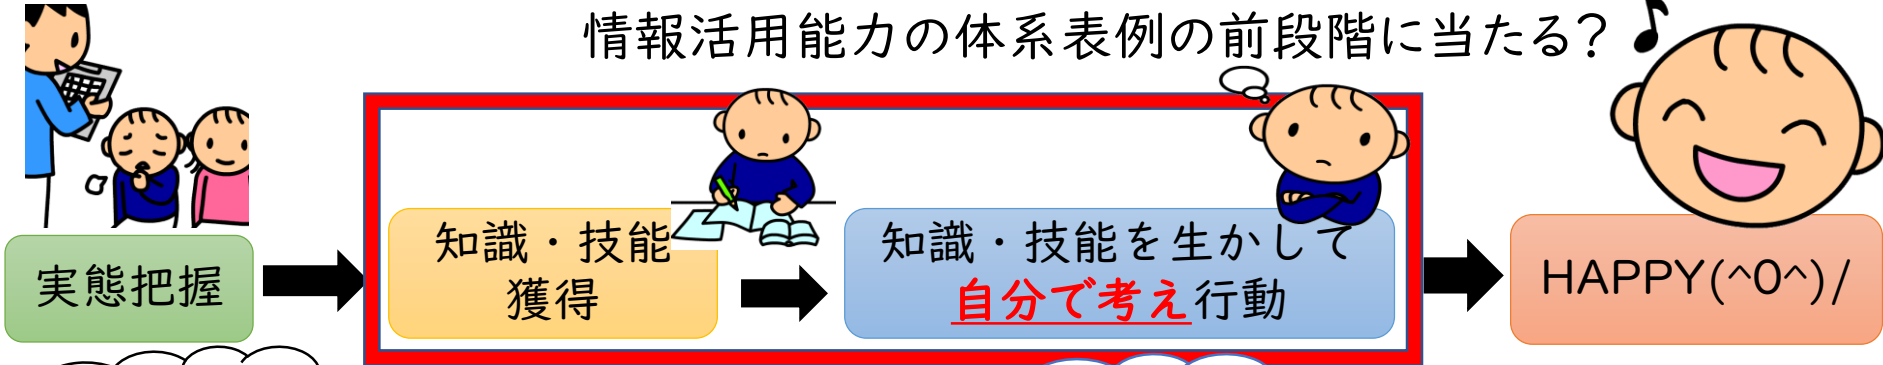 情報活用能力の体系表例の前段階に当たる?
実態把握
知識・技能
獲得
知識・技能を生かして
自分で考え行動
HAPPY(^O^)/